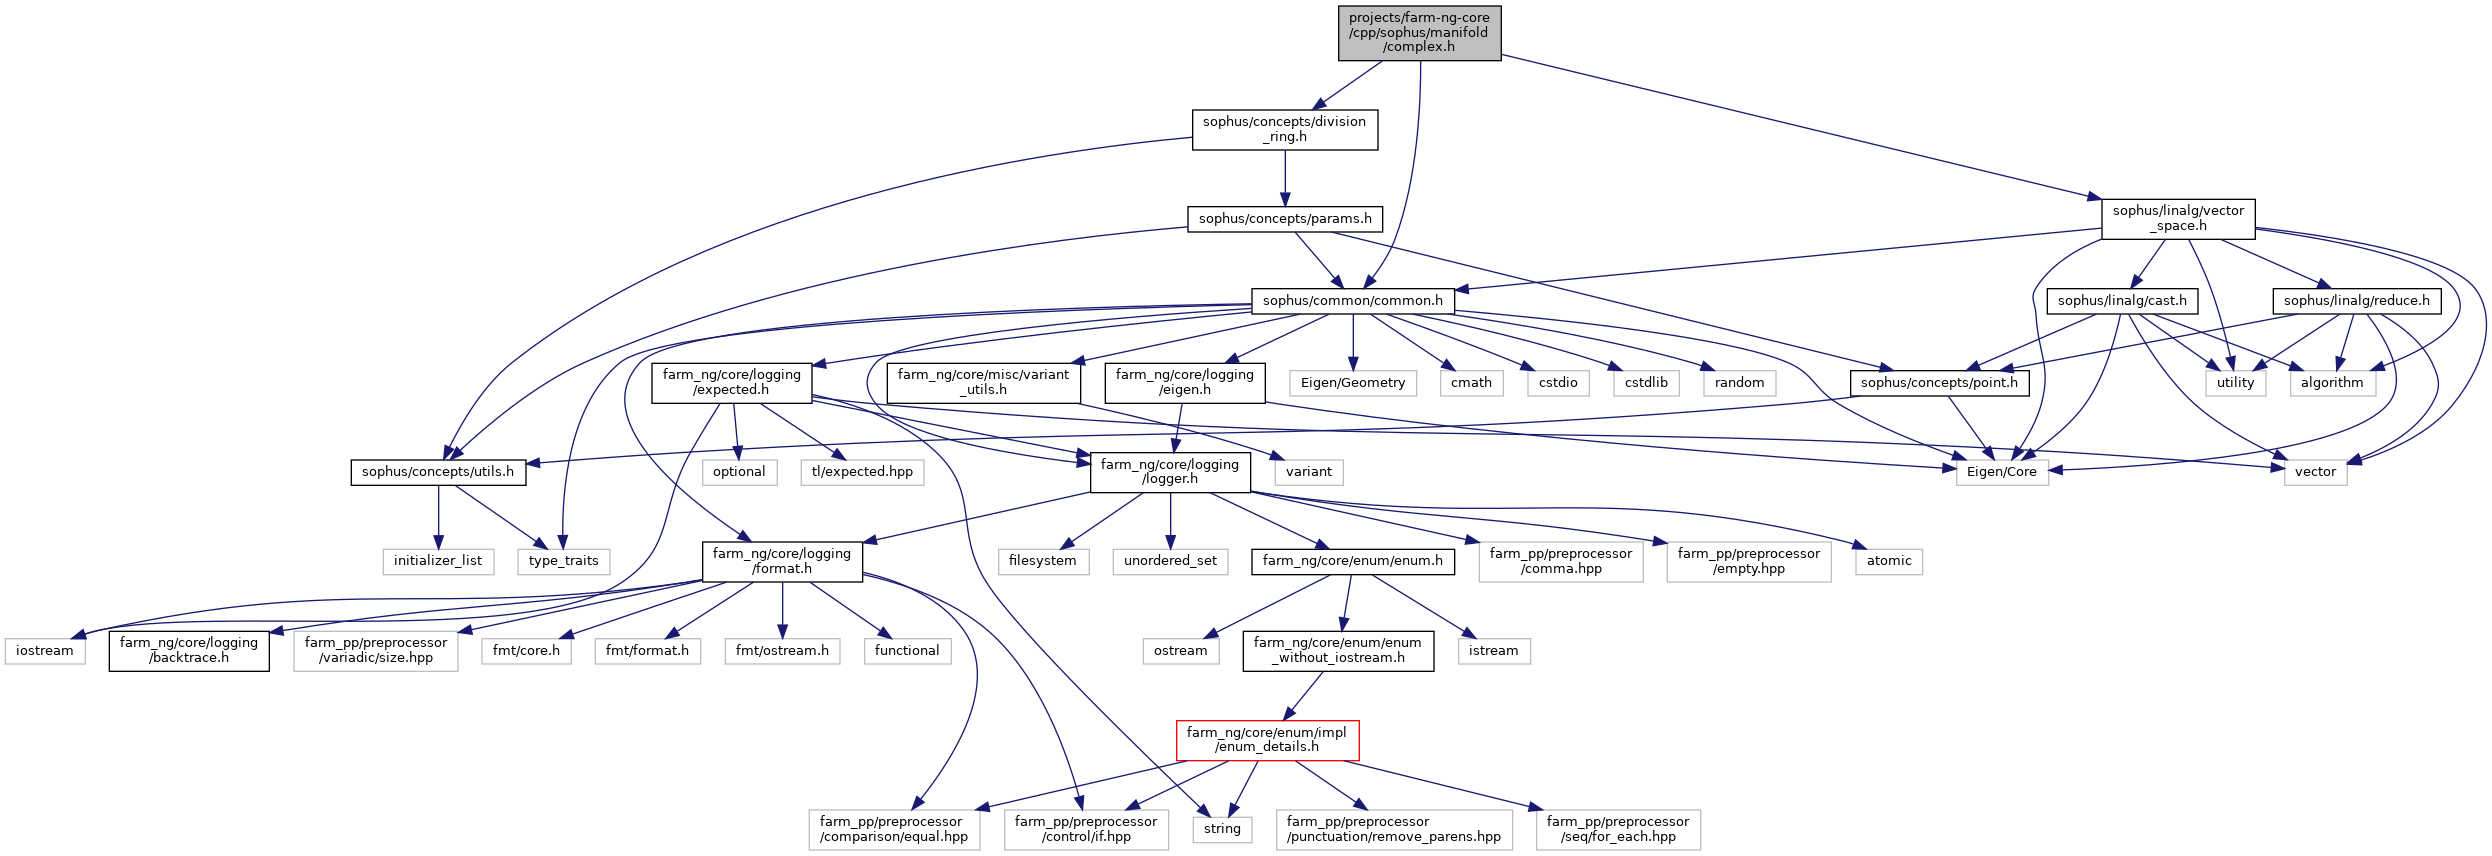 projects/farm-ng-core
/cpp/sophus/manifold
/complex.h
sophus/concepts/division
_ring.h
sophus/concepts/params.h
sophus/linalg/vector
_space.h
sophus/common/common.h
sophus/linalg/cast.h
sophus/linalg/reduce.h
farm_ng/core/logging
/expected.h
farm_ng/core/misc/variant
_utils.h
farm_ng/core/logging
/eigen.h
Eigen/Geometry
cmath
cstdio
cstdlib
random
sophus/concepts/point.h
utility
algorithm
sophus/concepts/utils.h
optional
tl/expected.hpp
farm_ng/core/logging
/logger.h
variant
Eigen/Core
vector
initializer_list
type_traits
farm_ng/core/logging
/format.h
filesystem
unordered_set
farm_ng/core/enum/enum.h
farm_pp/preprocessor
/comma.hpp
farm_pp/preprocessor
/empty.hpp
atomic
iostream
farm_ng/core/logging
/backtrace.h
farm_pp/preprocessor
/variadic/size.hpp
fmt/core.h
fmt/format.h
fmt/ostream.h
functional
ostream
farm_ng/core/enum/enum
_without_iostream.h
istream
farm_ng/core/enum/impl
/enum_details.h
farm_pp/preprocessor
/comparison/equal.hpp
farm_pp/preprocessor
/control/if.hpp
string
farm_pp/preprocessor
/punctuation/remove_parens.hpp
farm_pp/preprocessor
/seq/for_each.hpp